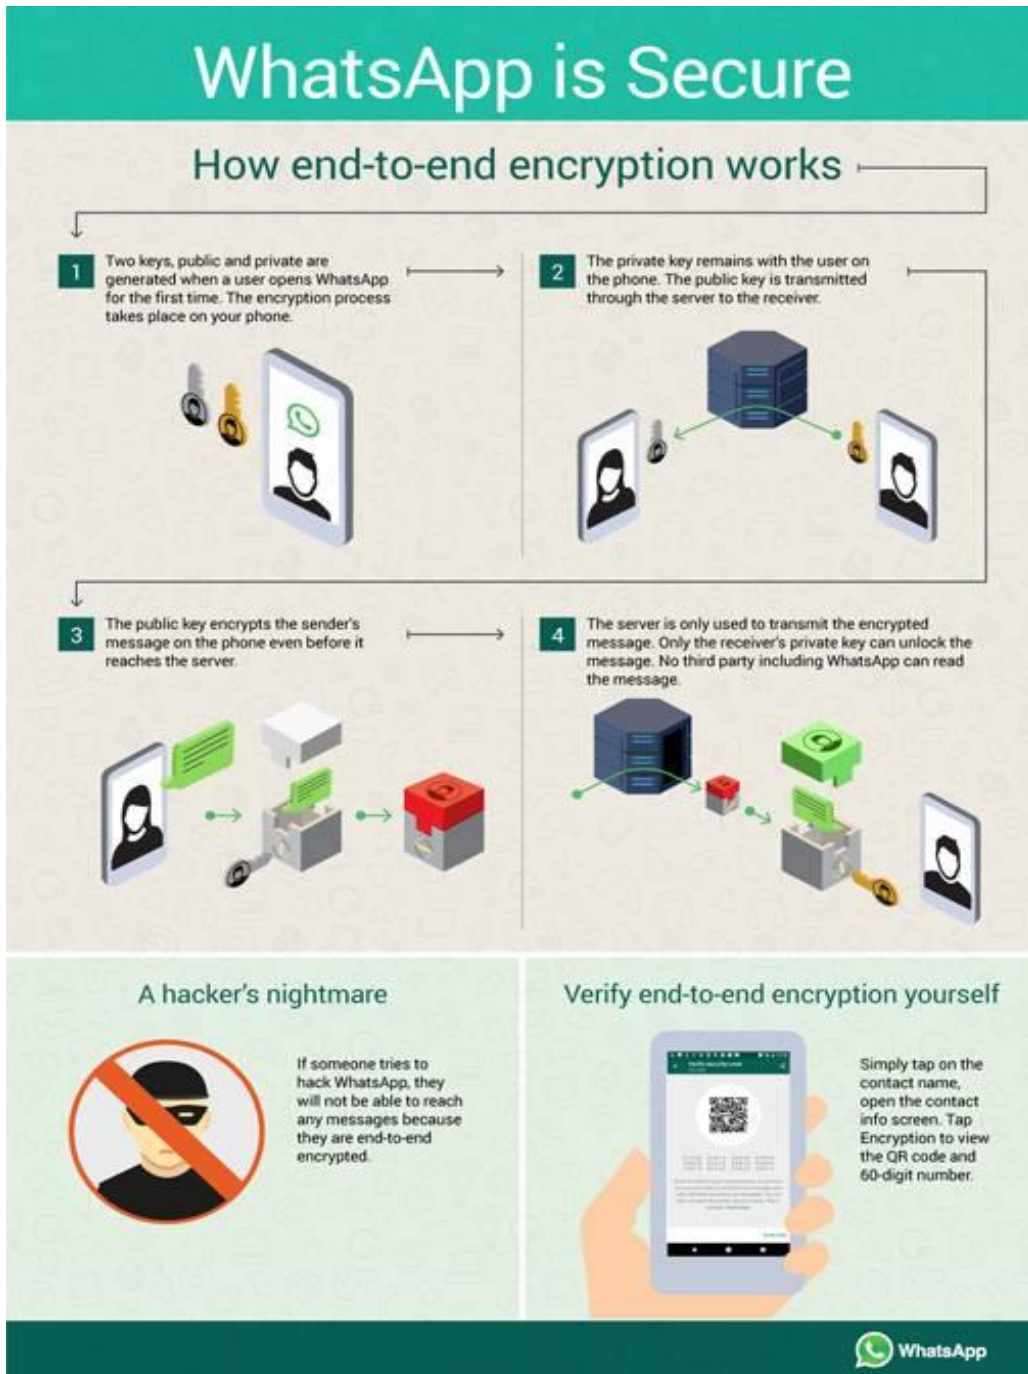 WhatsApp is Secure
How end-to-end encryption works
1
Two keys, public and private are
generated when a user opens WhatsApp
for the first time. The encryption process
takes place on your phone.
2
The private key remains with the user on
the phone. The public key is transmitted
through the server to the receiver.
3
The public key encrypts the sender's
message on the phone even before it
reaches the server.
4
The server is only used to transmit the encrypted
message. Only the receiver's private key can unlock the
message. No third party including WhatsApp can read
the message.
A hacker's nightmare
If someone tries to
hack WhatsApp, they
will not be able to reach
any messages because
they are end-to-end
encrypted.
Verify end-to-end encryption yourself
Simply tap on the
contact name,
open the contact
info screen. Tap
Encryption to view
the QR code and
60-digit number.
WhatsApp